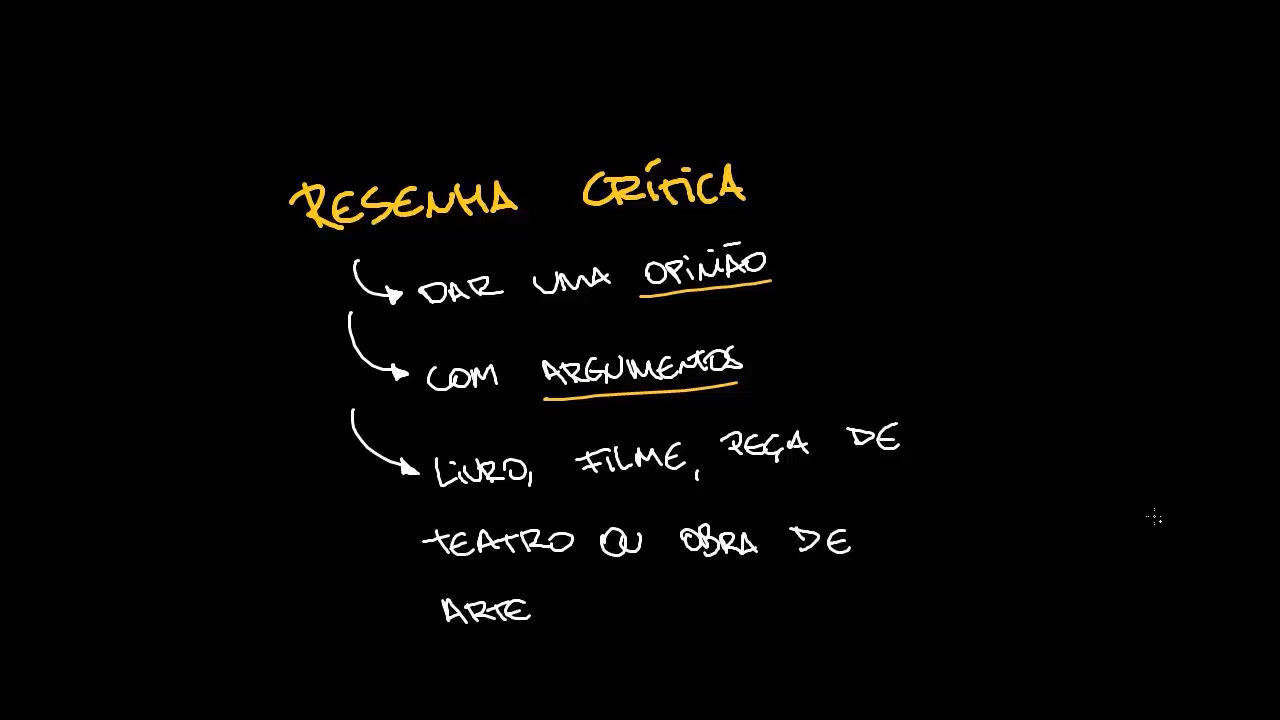 RESENHA CRÍTICA
DAR UMA OPINIÃO
COM ARGUMENTOS
LIVRO, FILME, PEÇA DE
TEATRO OU OBRA DE
ARTE